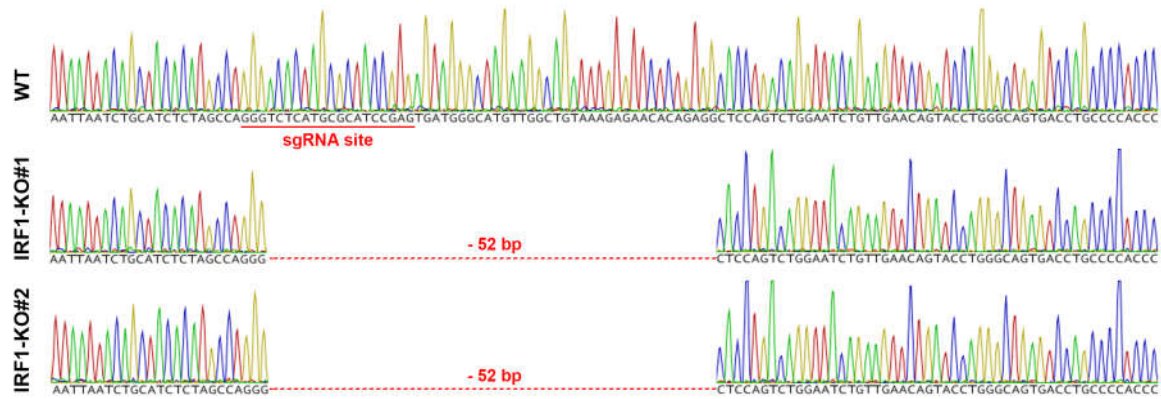 WT
AATTAATCTGCATCTCTAGCCAGGGTCTCATGCGCATCCGAGTGATGGGCATGTTGGCTGTAAAGAGAACACAGAGGCTCCAGTCTGGAATCTGTTGAACAGTACCTGGGCAGTGACCTGCCCCACCC
sgRNA site
IRF1-KO#1
- 52 bp
AATTAATCTGCATCTCTAGCCAGGG CTCCAGTCTGGAATCTGTTGAACAGTACCTGGGCAGTGACCTGCCCCACCC
IRF1-KO#2
- 52 bp
AATTAATCTGCATCTCTAGCCAGGG CTCCAGTCTGGAATCTGTTGAACAGTACCTGGGCAGTGACCTGCCCCACCC